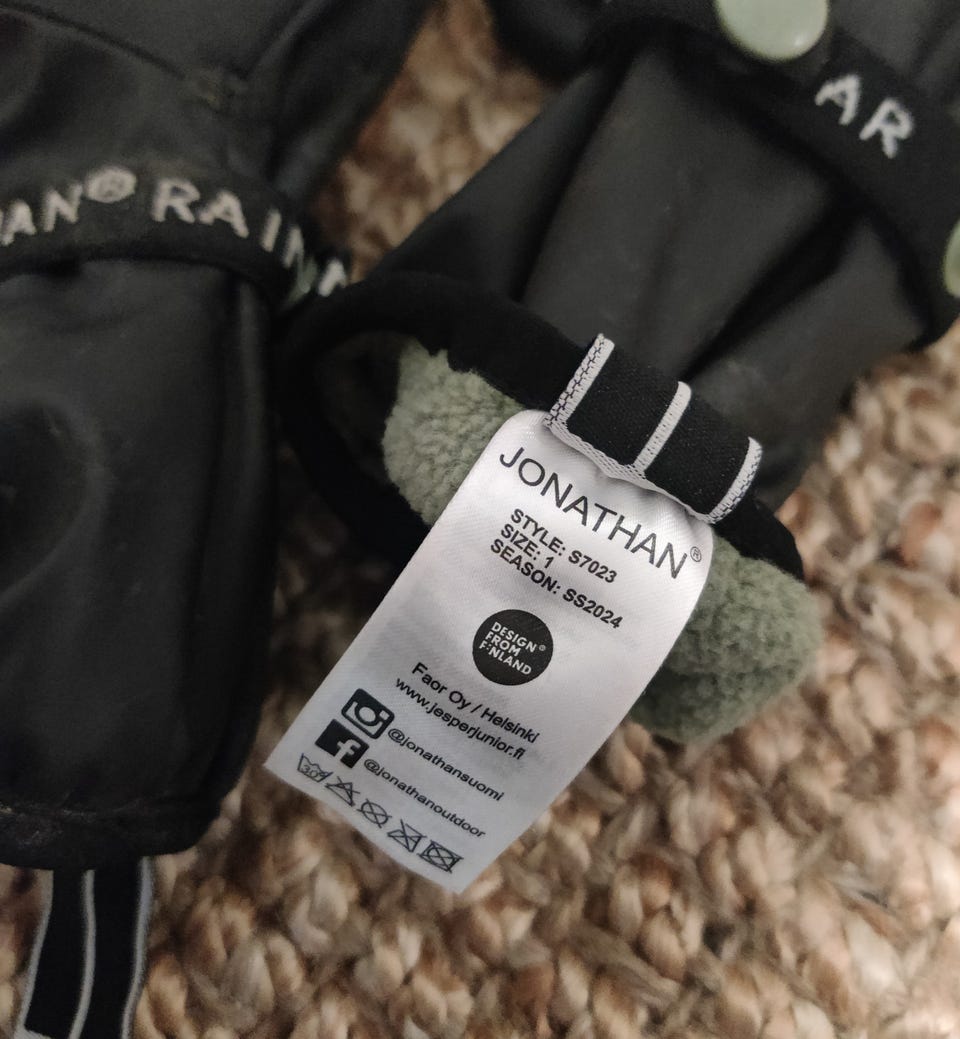 AR
AN® RAIN
JONATHAN®
STYLE: S7023
SIZE: 1
SEASON: SS2024
DESIGN®
FROM
FINLAND
Faor Oy / Helsinki
www.jesperjunior.fi
@jonathansuomi
@jonathanoutdoor
30°